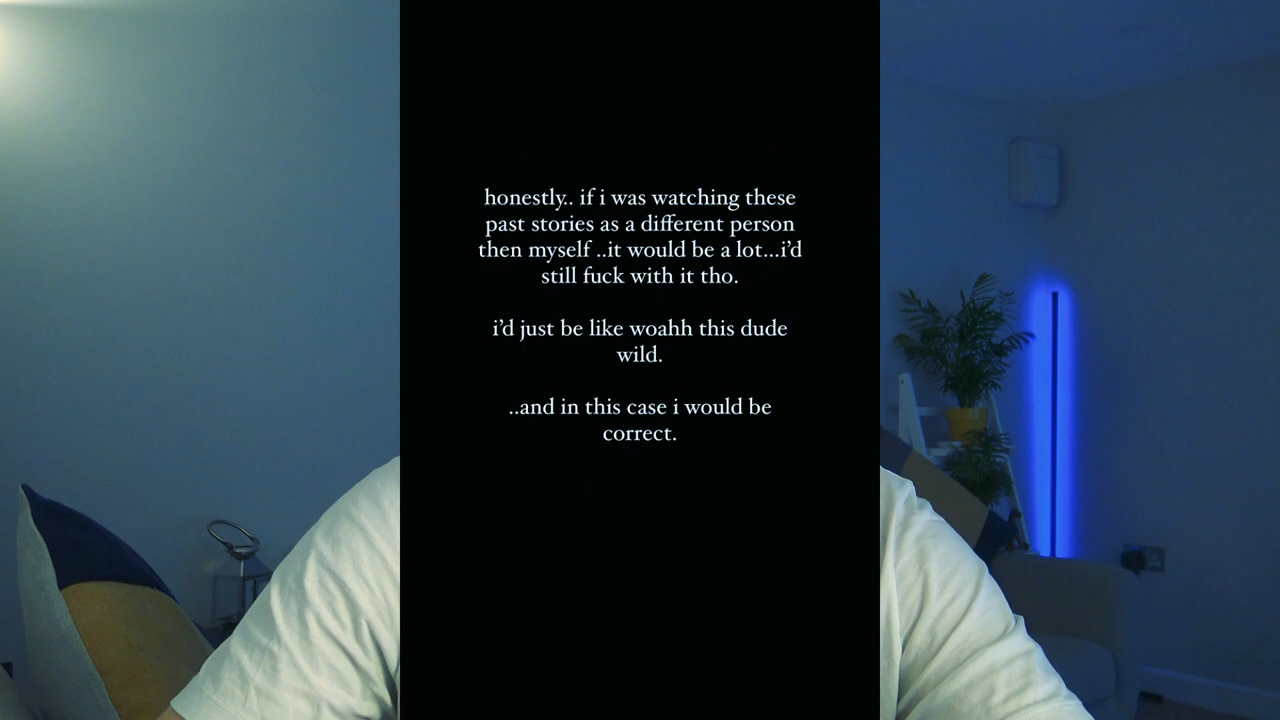 honestly.. if i was watching these
past stories as a different person
then myself ..it would be a lot...i'd
still fuck with it tho.
i'd just be like woahh this dude
wild.
..and in this case i would be
correct.